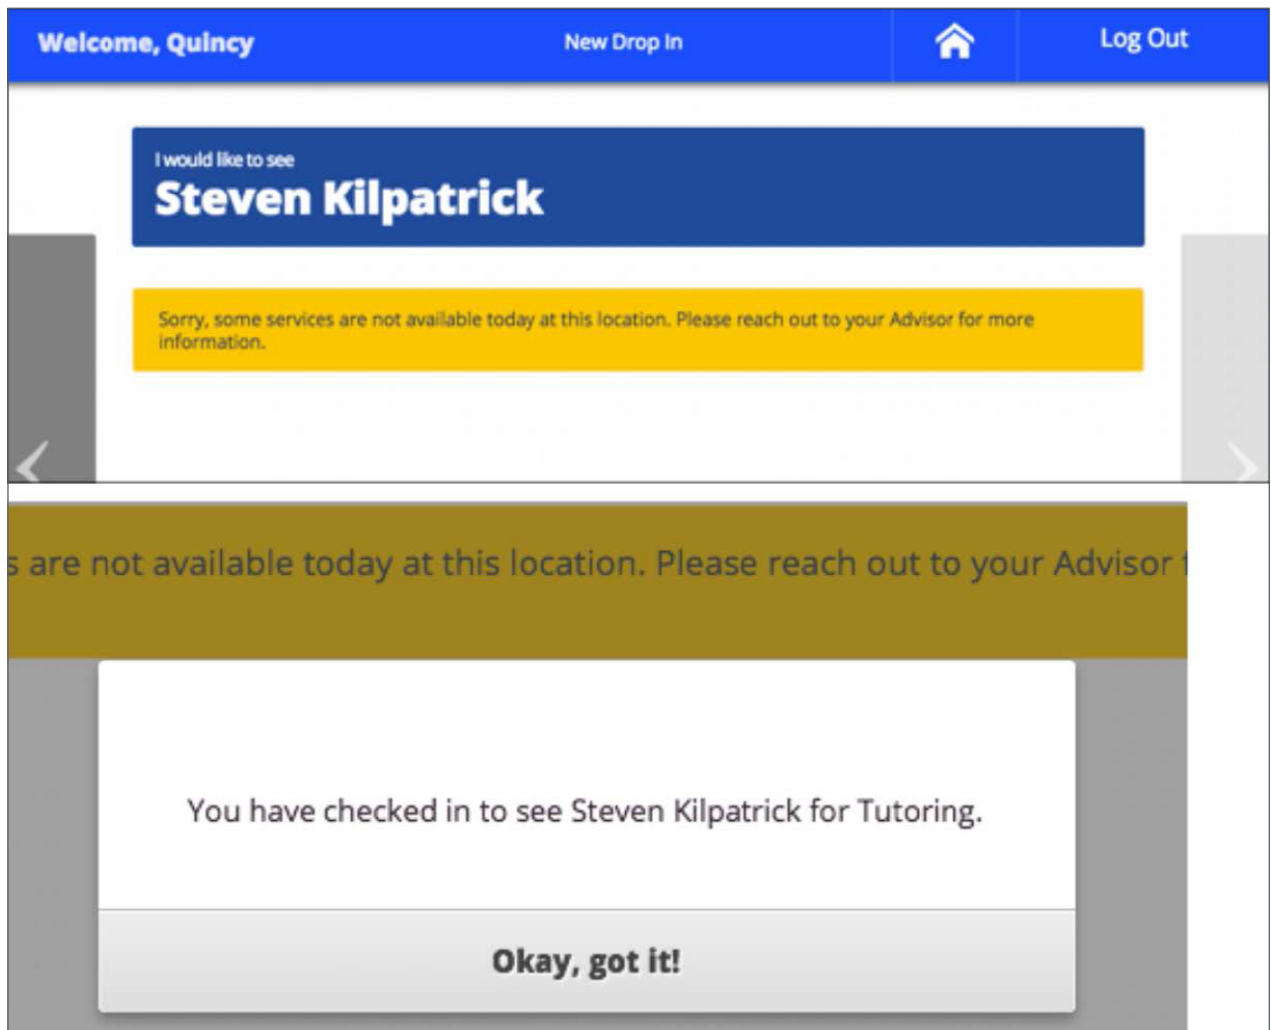 Welcome, Quincy
New Drop In
Log Out
I would like to see
Steven Kilpatrick
Sorry, some services are not available today at this location. Please reach out to your Advisor for more
information.
s are not available today at this location. Please reach out to your Advisor f
You have checked in to see Steven Kilpatrick for Tutoring.
Okay, got it!